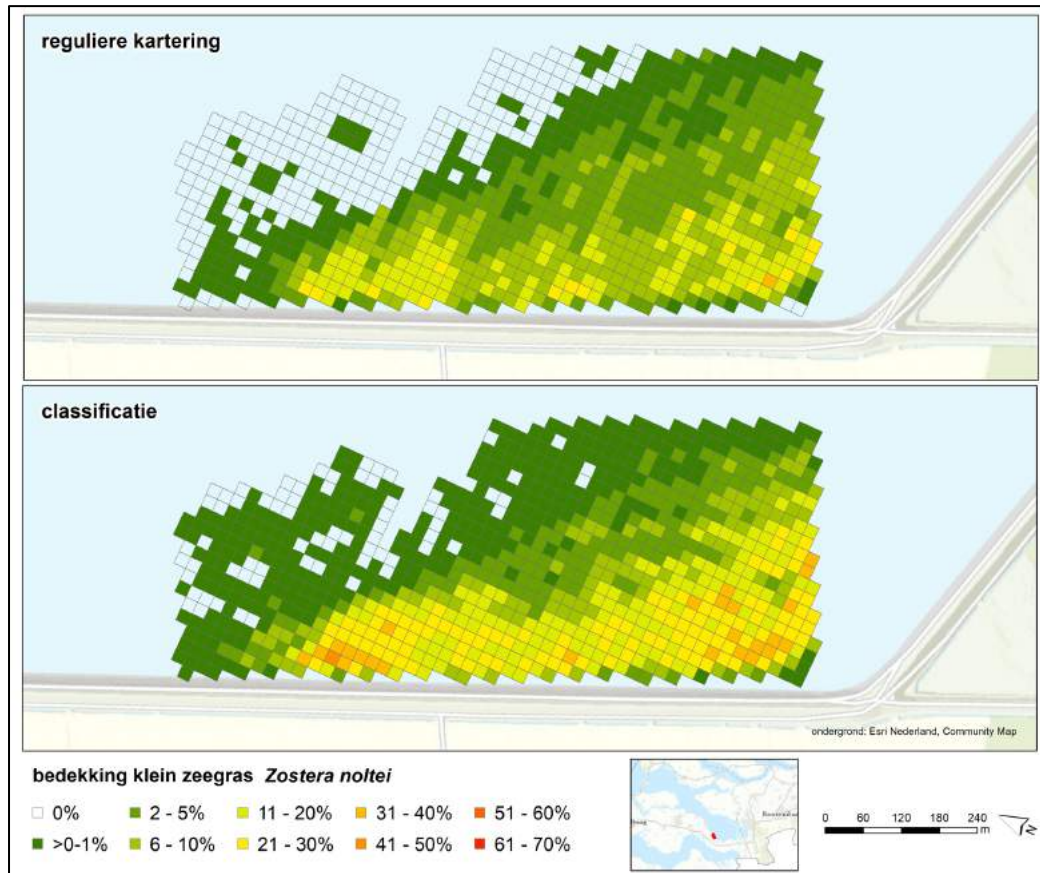 reguliere kartering
classificatie
ondergrond: Esri Nederland, Community Map
bedekking klein zeegras Zostera noltei
0% 2 - 5% 11 - 20% 31 - 40% 51 - 60%
>0-1% 6 - 10% 21 - 30% 41 - 50% 61 - 70%
0 60 120 180 240
m
N